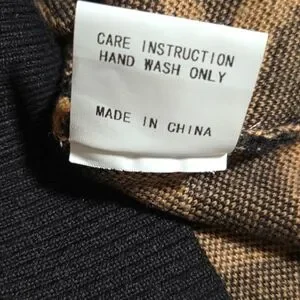 CARE INSTRUCTION
HAND WASH ONLY
MADE IN CHINA